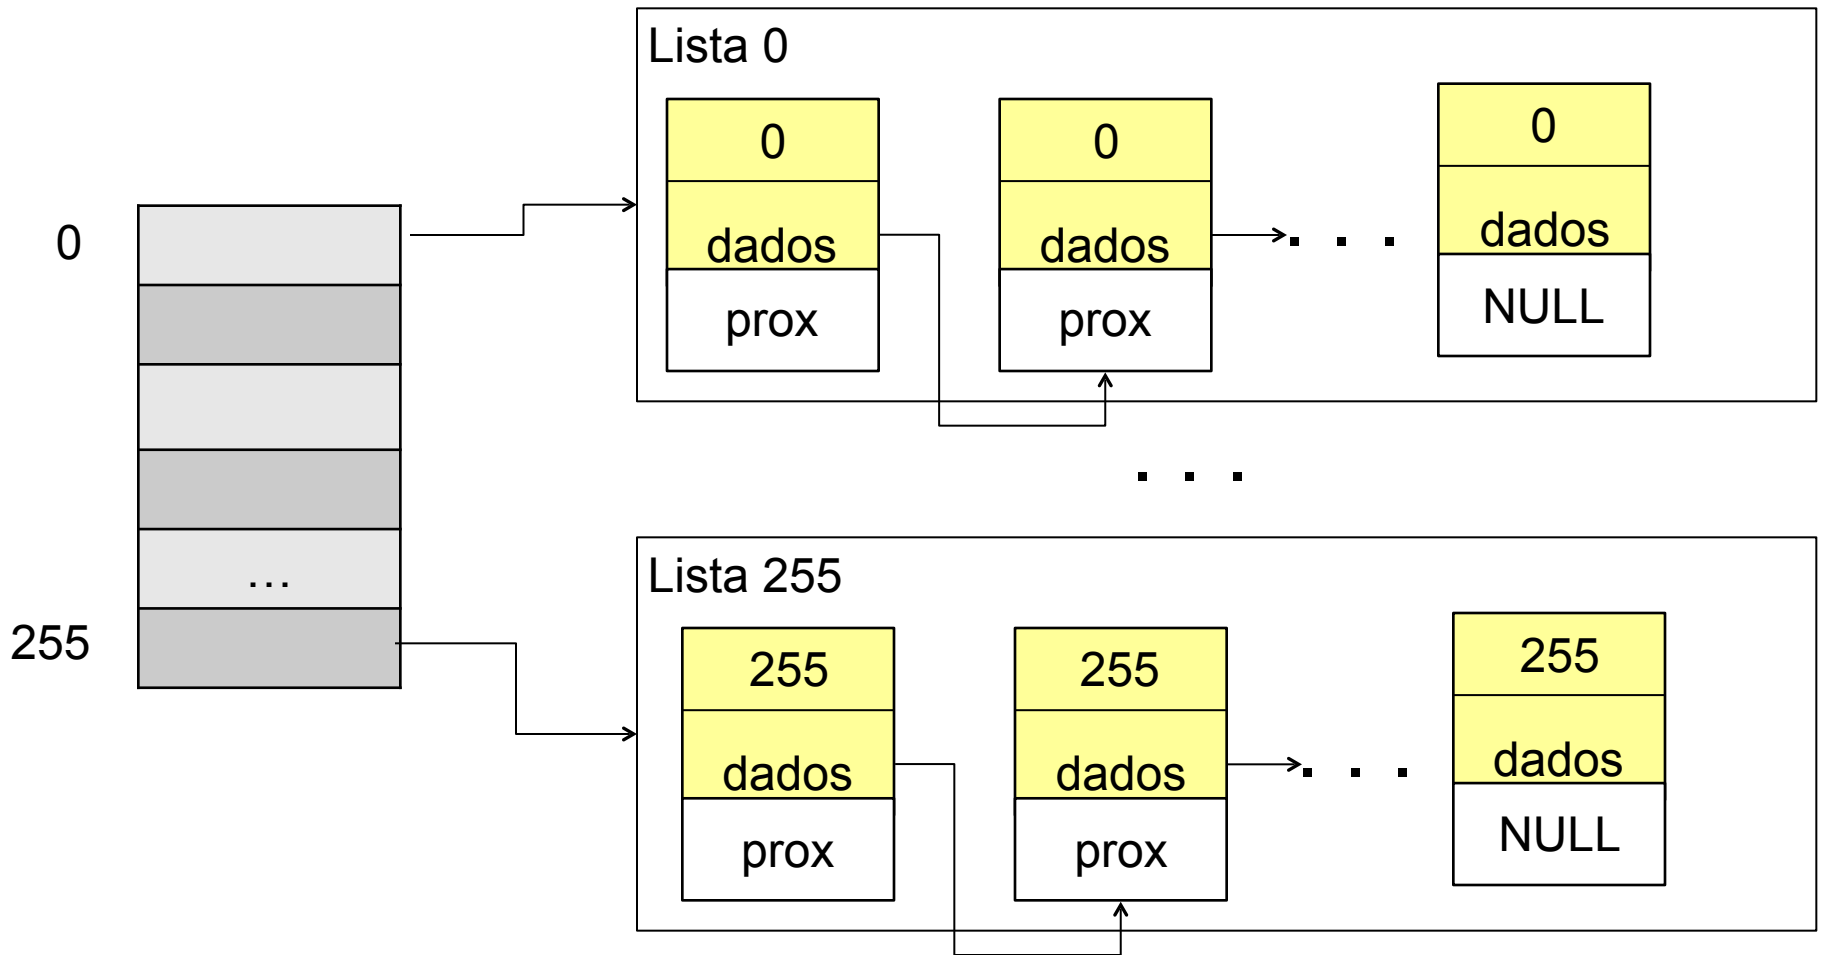 Lista 0
0 0 0
dados dados . . . dados
prox prox NULL
0
. . .
...
255
Lista 255
255 255 255
dados dados . . . dados
prox prox NULL